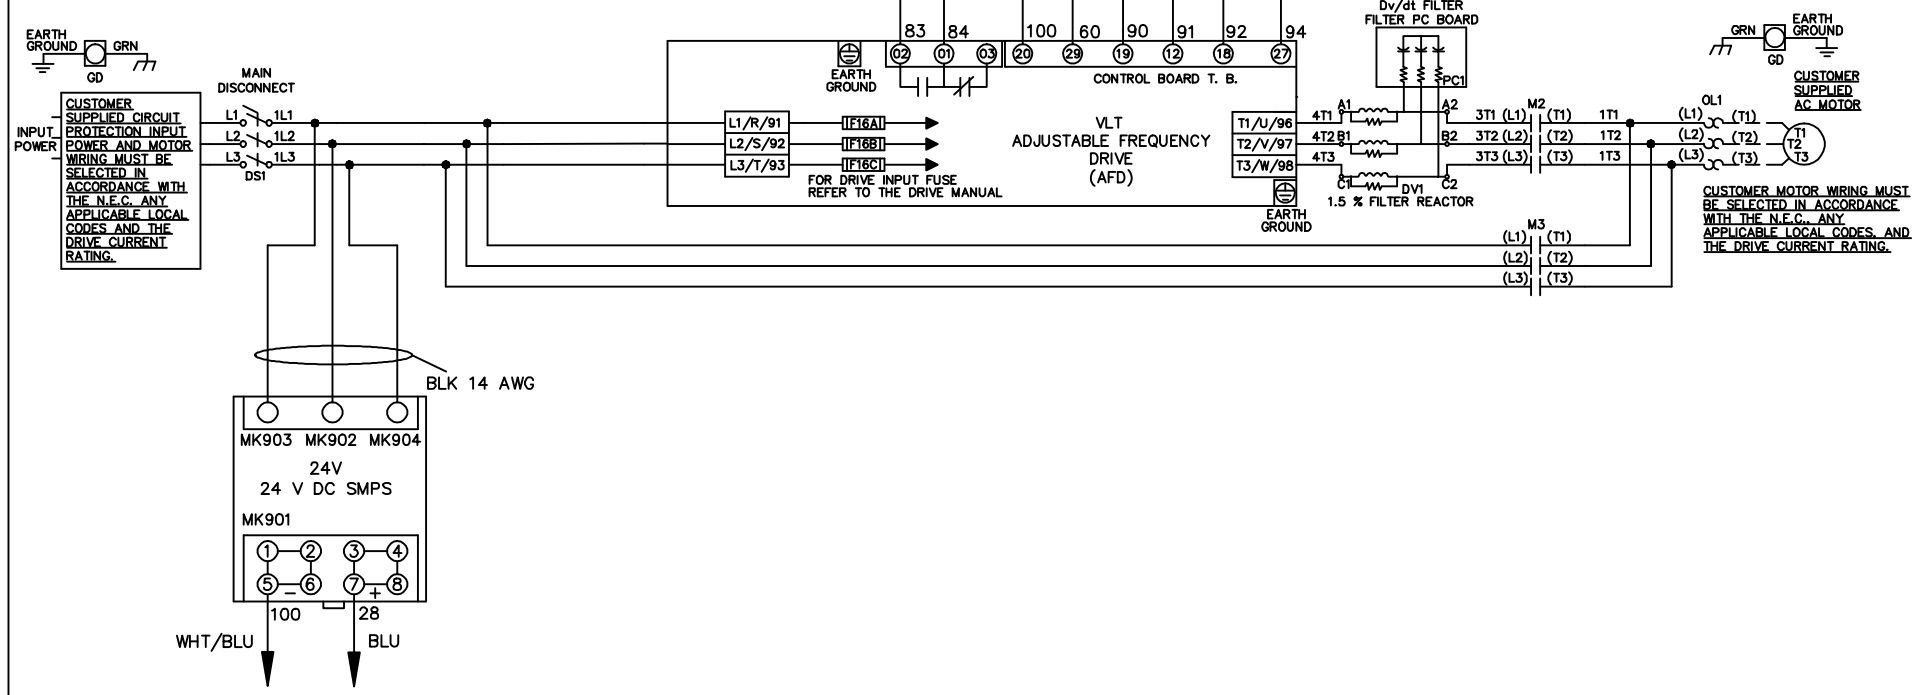 Dv/dt FILTER
FILTER PC BOARD
PC1
83
84
100
60
90
91
92
94
02
01
03
20
29
19
12
18
27
EARTH
GROUND
GRN
GD
EARTH
GROUND
CONTROL BOARD T. B.
GRN
EARTH
GROUND
GD
CUSTOMER
SUPPLIED
AC MOTOR
INPUT
POWER
CUSTOMER
SUPPLIED CIRCUIT
PROTECTION INPUT
POWER AND MOTOR
WIRING MUST BE
SELECTED IN
ACCORDANCE WITH
THE N.E.C. ANY
APPLICABLE LOCAL
CODES AND THE
DRIVE CURRENT
RATING.
MAIN
DISCONNECT
L1 1L1
L2 1L2
L3 1L3
DS1
L1/R/91
L2/S/92
L3/T/93
F16A
F16B
F16C
FOR DRIVE INPUT FUSE
REFER TO THE DRIVE MANUAL
VLT
ADJUSTABLE FREQUENCY
DRIVE
(AFD)
T1/U/96
T2/V/97
T3/W/98
EARTH
GROUND
4T1 A1 A2
4T2 B1 B2
4T3
C1 C2
DV1
1.5 % FILTER REACTOR
M2
3T1 (L1) (T1) 1T1
3T2 (L2) (T2) 1T2
3T3 (L3) (T3) 1T3
OL1
(L1) (T1)
(L2) (T2)
(L3) (T3)
T1
T2
T3
CUSTOMER MOTOR WIRING MUST
BE SELECTED IN ACCORDANCE
WITH THE N.E.C., ANY
APPLICABLE LOCAL CODES, AND
THE DRIVE CURRENT RATING.
M3
(L1) (T1)
(L2) (T2)
(L3) (T3)
BLK 14 AWG
MK903 MK902 MK904
24V
24 V DC SMPS
MK901
1 2 3 4
5 6 7 8
− +
100 28
WHT/BLU BLU